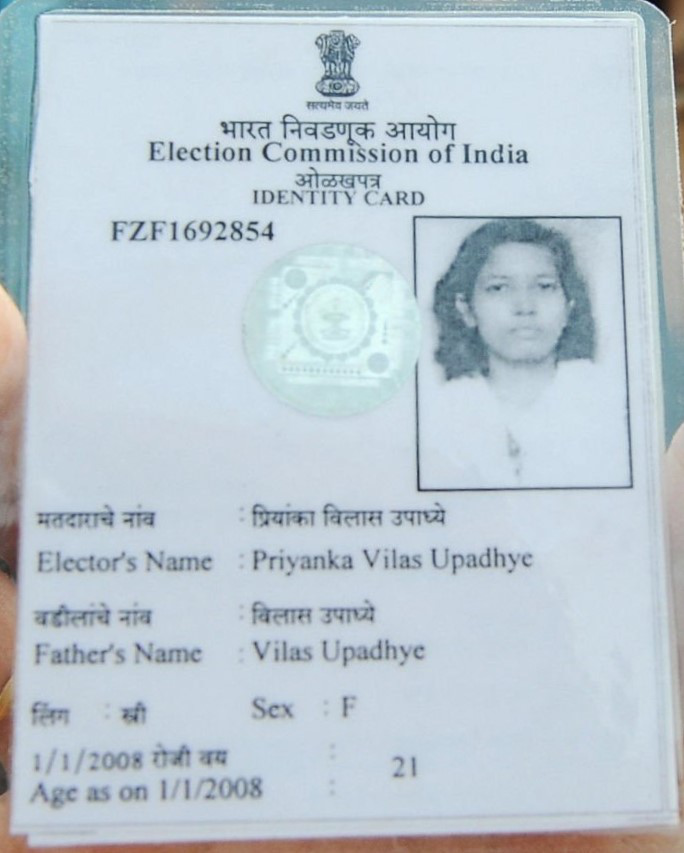 सत्यमेव जयते
भारत निवडणूक आयोग
Election Commission of India
ओळखपत्र
IDENTITY CARD
FZF1692854
मतदाराचे नांव : प्रियांका विलास उपाध्ये
Elector's Name : Priyanka Vilas Upadhye
वडीलांचे नांव : विलास उपाध्ये
Father's Name : Vilas Upadhye
लिंग : स्त्री Sex : F
1/1/2008 रोजी वय :
Age as on 1/1/2008 : 21